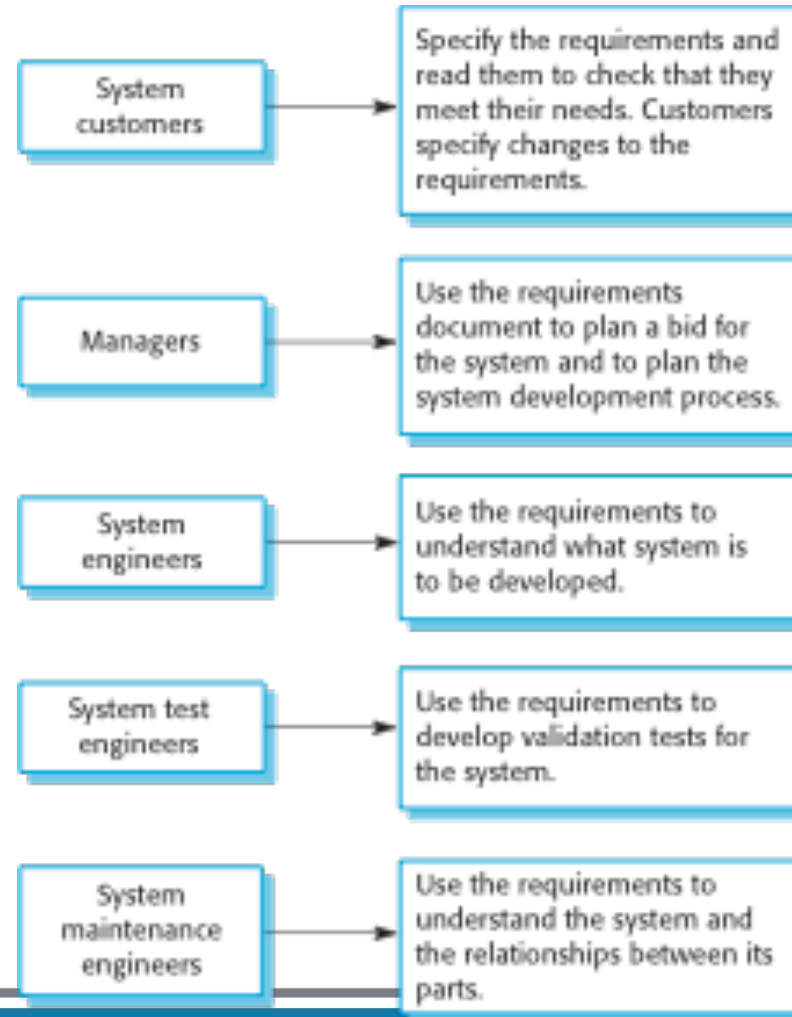 System
customers
Specify the requirements and
read them to check that they
meet their needs. Customers
specify changes to the
requirements.
Managers
Use the requirements
document to plan a bid for
the system and to plan the
system development process.
System
engineers
Use the requirements to
understand what system is
to be developed.
System test
engineers
Use the requirements to
develop validation tests for
the system.
System
maintenance
engineers
Use the requirements to
understand the system and
the relationships between its
parts.